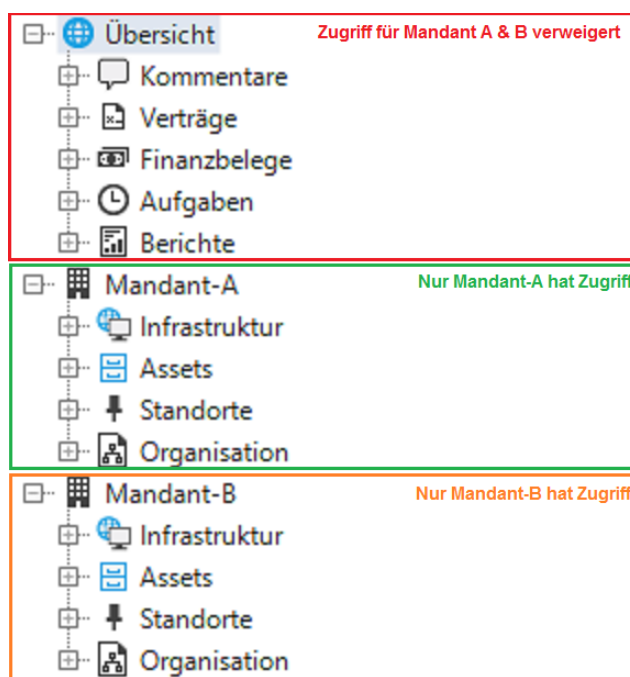 Übersicht Zugriff für Mandant A & B verweigert
Kommentare
Verträge
Finanzbelege
Aufgaben
Berichte
Mandant-A Nur Mandant-A hat Zugriff
Infrastruktur
Assets
Standorte
Organisation
Mandant-B Nur Mandant-B hat Zugriff
Infrastruktur
Assets
Standorte
Organisation